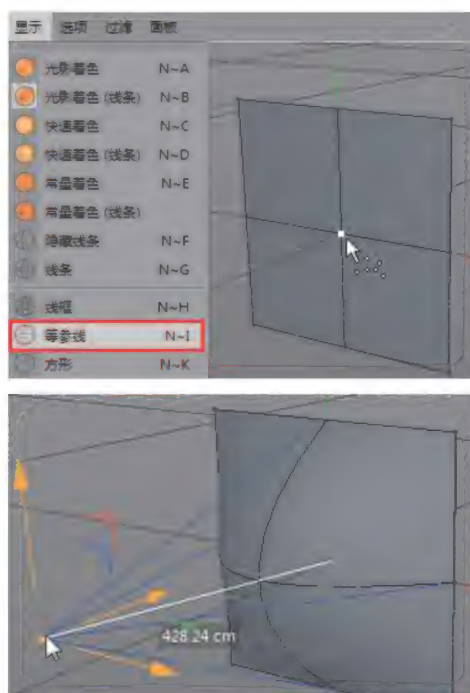 显示 选项 过滤 面板
光影着色 N~A
光影着色 (线条) N~B
快速着色 N~C
快速着色 (线条) N~D
常量着色 N~E
常量着色 (线条)
隐藏线条 N~F
线条 N~G
线框 N~H
等参线 N~I
方形 N~K
428.24 cm